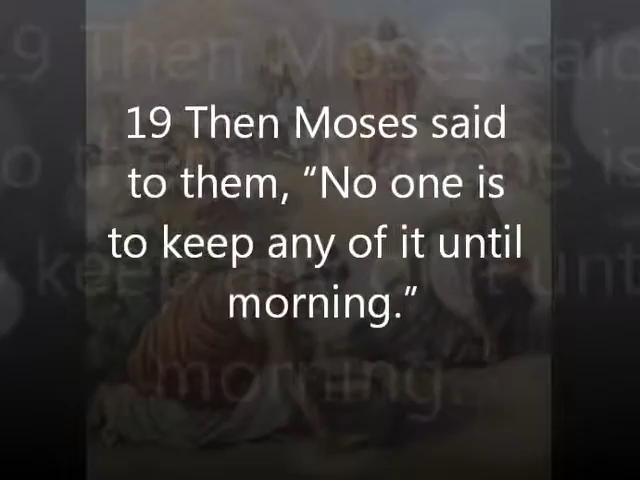 19 Then Moses said
to them, “No one is
to keep any of it until
morning.”